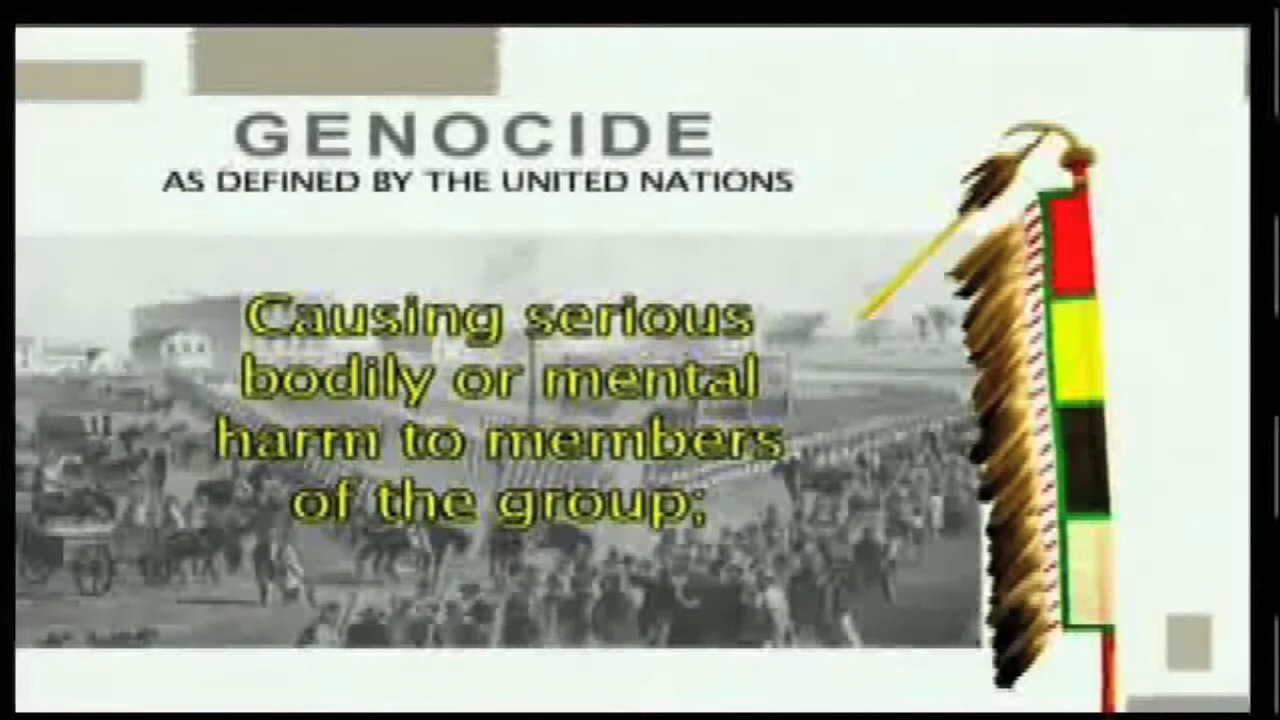 GENOCIDE
AS DEFINED BY THE UNITED NATIONS
Causing serious
bodily or mental
harm to members
of the group;